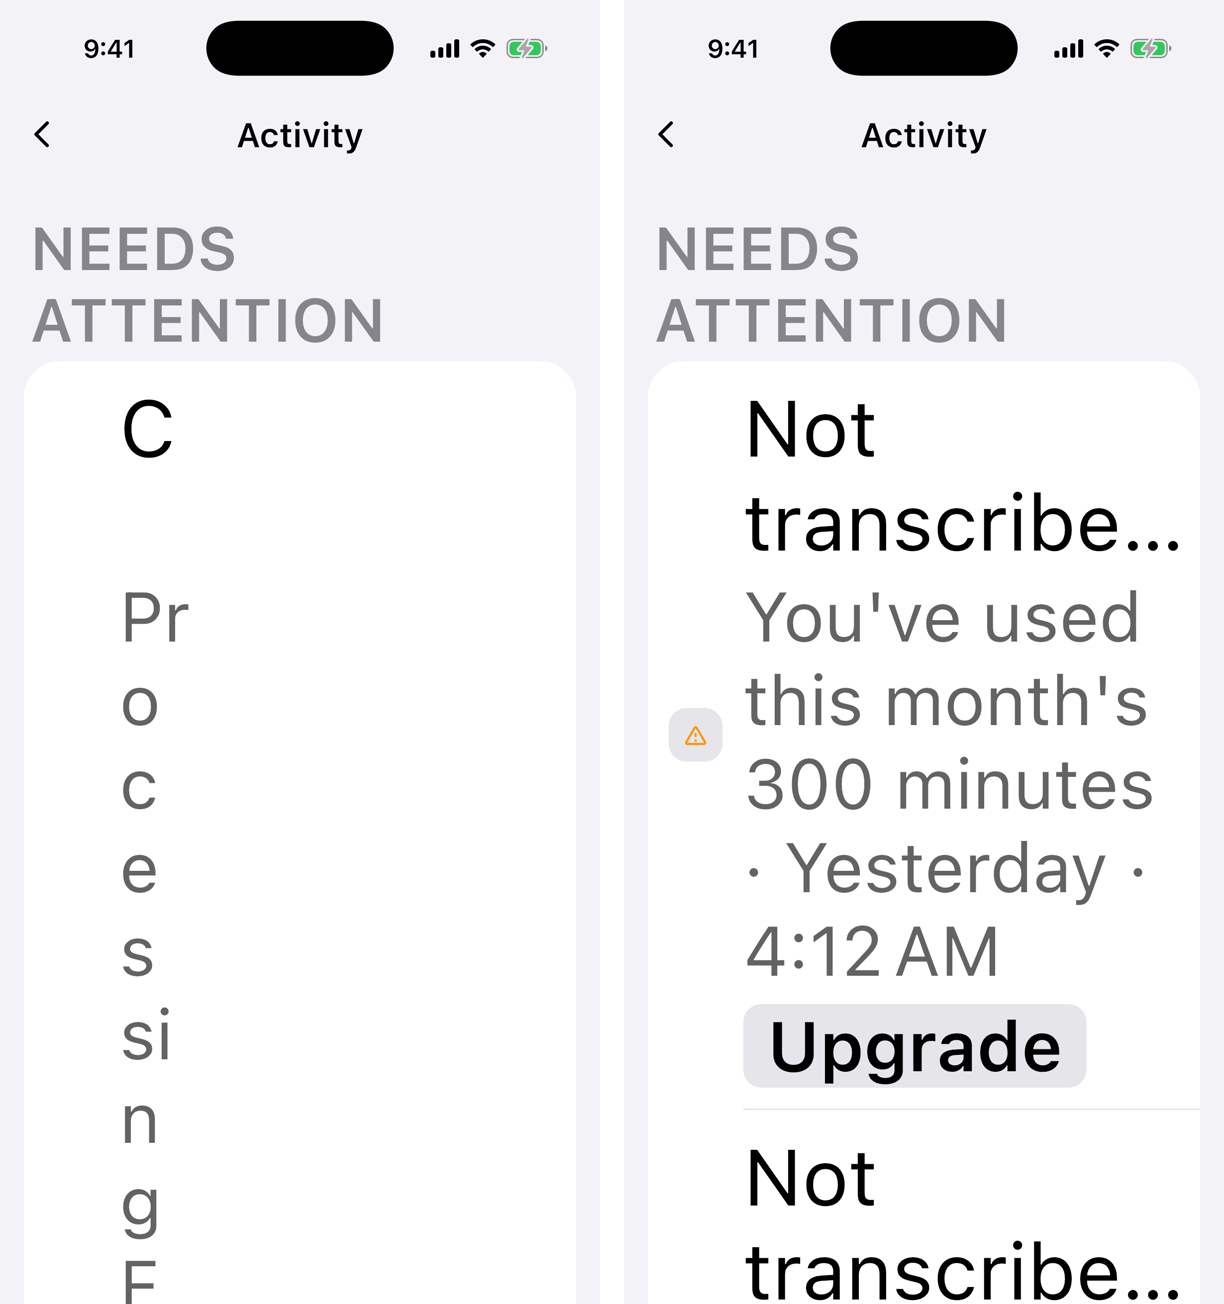 9:41
Activity
NEEDS
ATTENTION
C
Pr
o
c
e
s
si
n
g
F
9:41
Activity
NEEDS
ATTENTION
Not
transcribe...
You've used
this month's
300 minutes
· Yesterday ·
4:12 AM
Upgrade
Not
transcribe...